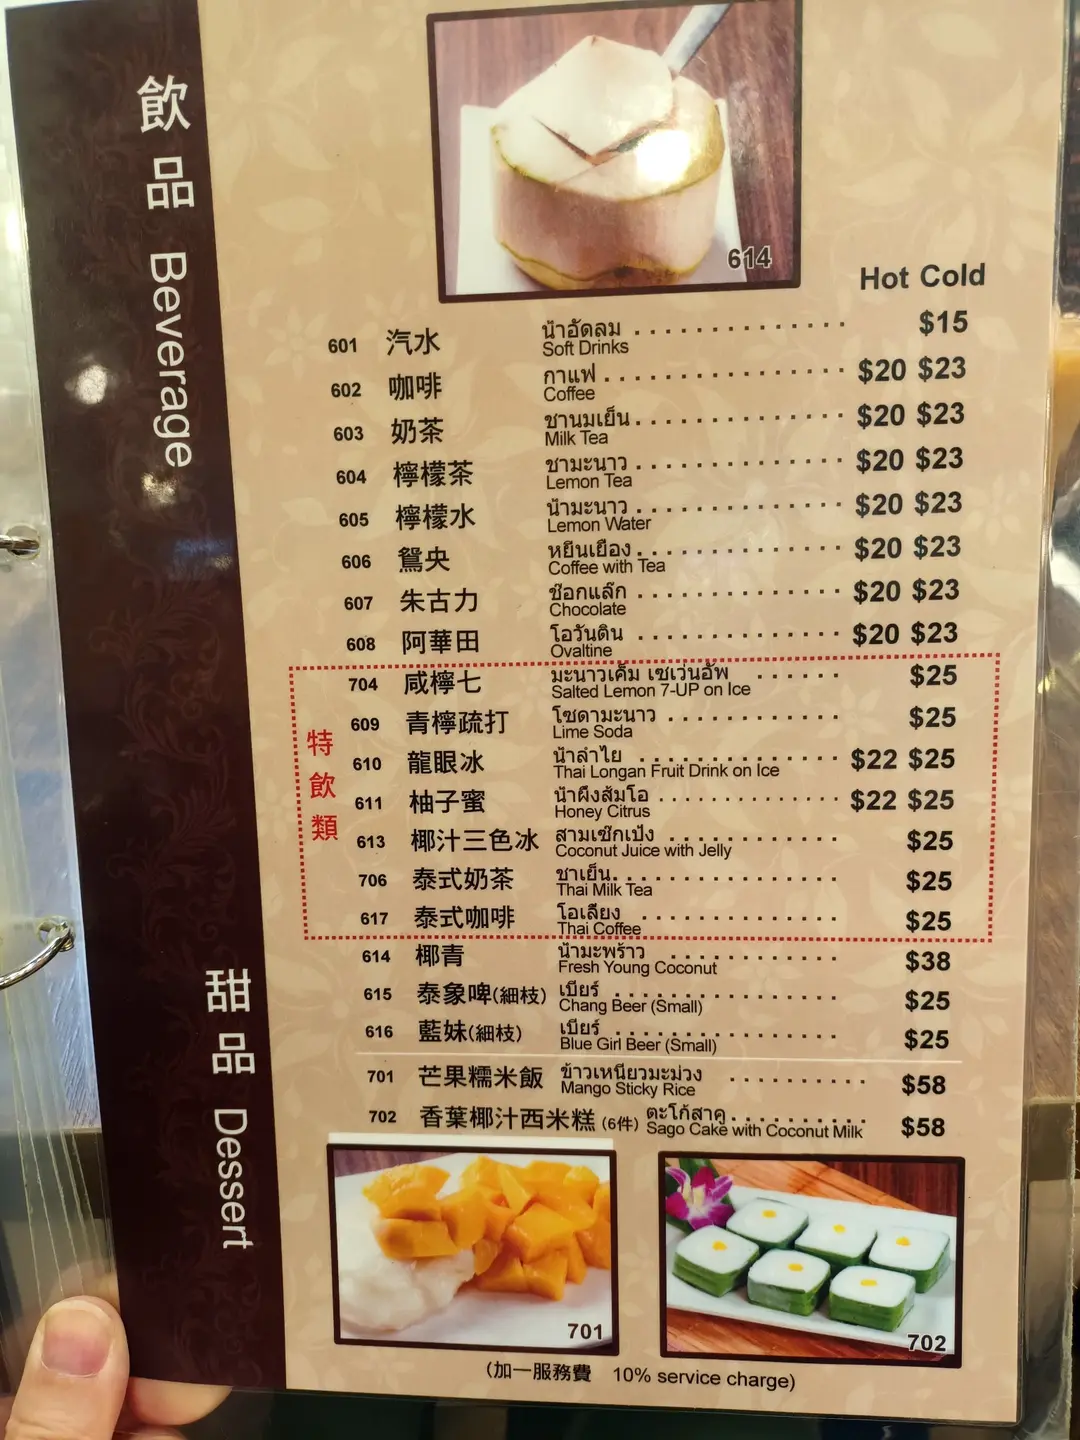 飲品 Beverage
614
Hot Cold
601 汽水 น้ำอัดลม $15
Soft Drinks
602 咖啡 กาแฟ $20 $23
Coffee
603 奶茶 ชานมเย็น $20 $23
Milk Tea
604 檸檬茶 ชามะนาว $20 $23
Lemon Tea
605 檸檬水 น้ำมะนาว $20 $23
Lemon Water
606 鴛央 หยินเยือง $20 $23
Coffee with Tea
607 朱古力 ช๊อกแล๊ก $20 $23
Chocolate
608 阿華田 โอวันติน $20 $23
Ovaltine
特飲類
704 咸檸七 มะนาวเค็ม เซเว่นอัพ $25
Salted Lemon 7-UP on Ice
609 青檸疏打 โซดามะนาว $25
Lime Soda
610 龍眼冰 น้ำลำไย $22 $25
Thai Longan Fruit Drink on Ice
611 柚子蜜 น้ำผึ้งส้มโอ $22 $25
Honey Citrus
613 椰汁三色冰 สามเซ๊กเป๋ง $25
Coconut Juice with Jelly
706 泰式奶茶 ชาเย็น $25
Thai Milk Tea
617 泰式咖啡 โอเลี้ยง $25
Thai Coffee
614 椰青 น้ำมะพร้าว $38
Fresh Young Coconut
615 泰象啤(細枝) เบียร์ $25
Chang Beer (Small)
616 藍妹(細枝) เบียร์ $25
Blue Girl Beer (Small)
甜品 Dessert
701 芒果糯米飯 ข้าวเหนียวมะม่วง $58
Mango Sticky Rice
702 香葉椰汁西米糕 (6件) ตะโก้สาคู $58
Sago Cake with Coconut Milk
701
702
(加一服務費 10% service charge)